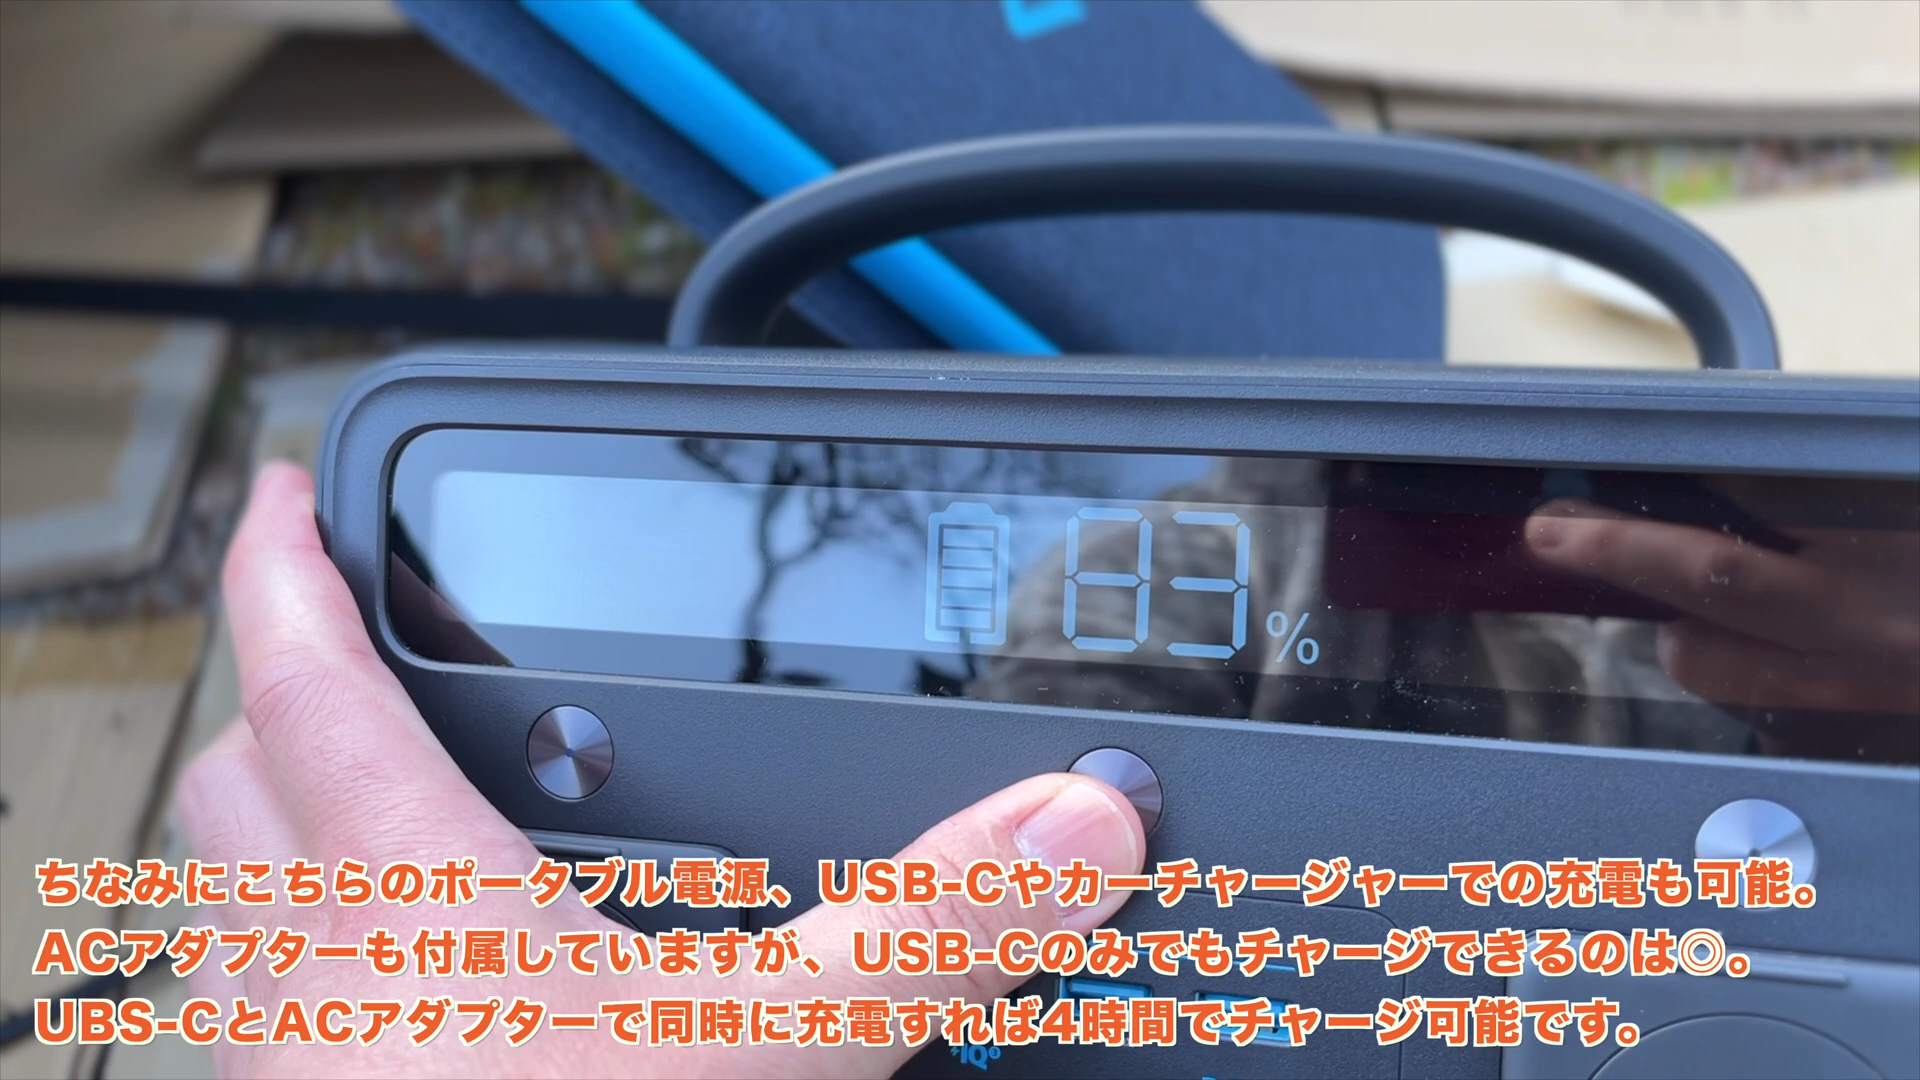 83%
ちなみにこちらのポータブル電源、USB-Cやカーチャージャーでの充電も可能。
ACアダプターも付属していますが、USB-Cのみでもチャージできるのは◎。
UBS-CとACアダプターで同時に充電すれば4時間でチャージ可能です。
IQ3